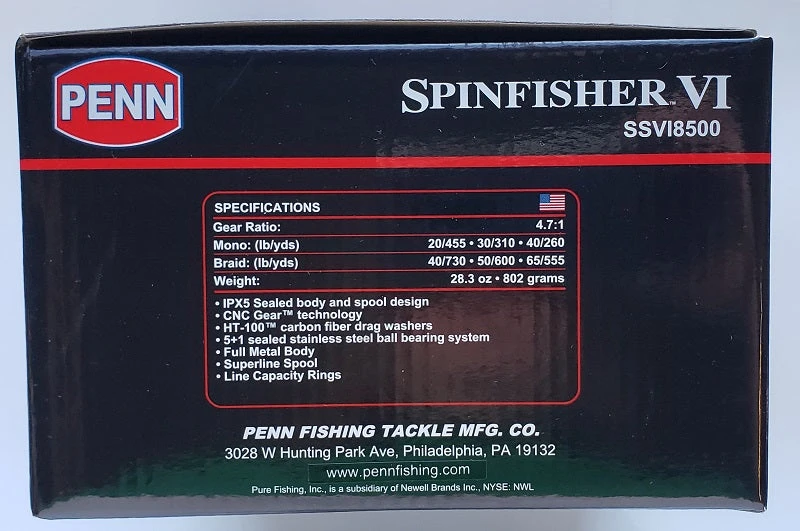 PENN
SPINFISHER™ VI
SSVI8500
SPECIFICATIONS
Gear Ratio: 4.7:1
Mono: (lb/yds) 20/455 • 30/310 • 40/260
Braid: (lb/yds) 40/730 • 50/600 • 65/555
Weight: 28.3 oz • 802 grams
• IPX5 Sealed body and spool design
• CNC Gear™ technology
• HT-100™ carbon fiber drag washers
• 5+1 sealed stainless steel ball bearing system
• Full Metal Body
• Superline Spool
• Line Capacity Rings
PENN FISHING TACKLE MFG. CO.
3028 W Hunting Park Ave, Philadelphia, PA 19132
www.pennfishing.com
Pure Fishing, Inc., is a subsidiary of Newell Brands Inc., NYSE: NWL